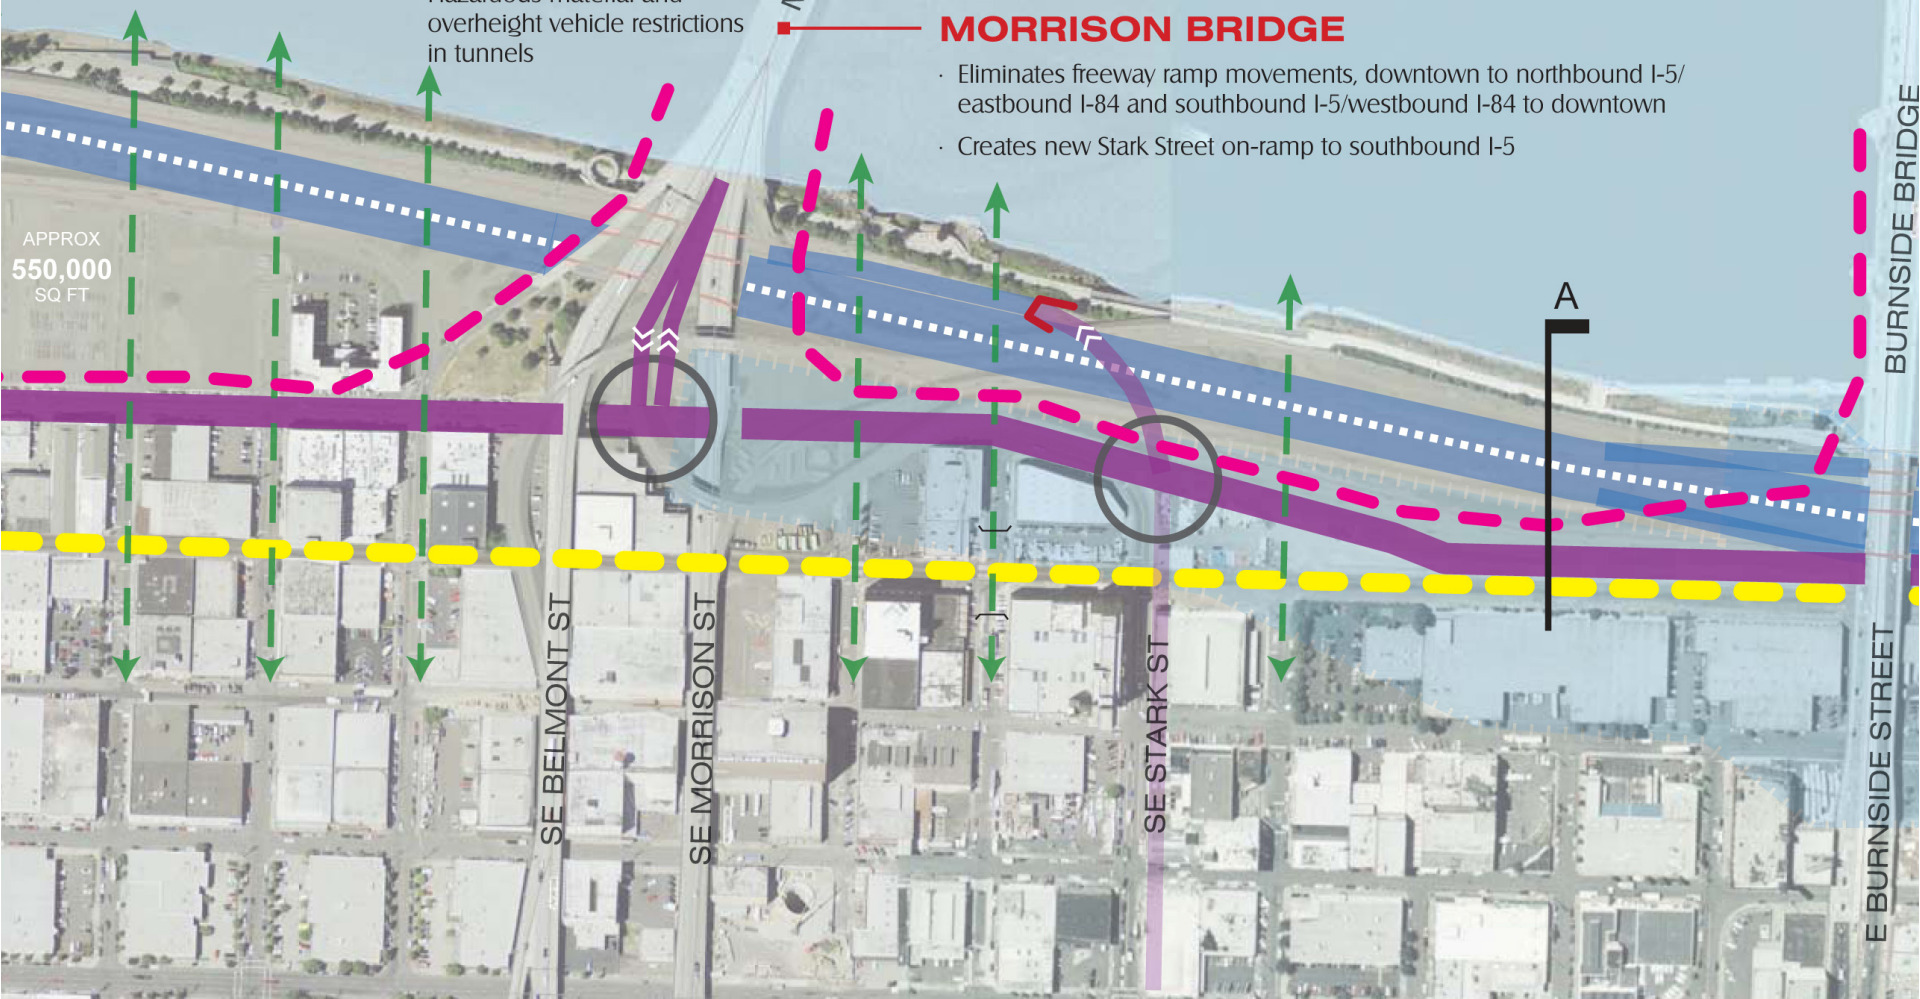 overheight vehicle restrictions
in tunnels
MORRISON BRIDGE
· Eliminates freeway ramp movements, downtown to northbound I-5/
eastbound I-84 and southbound I-5/westbound I-84 to downtown
· Creates new Stark Street on-ramp to southbound I-5
BURNSIDE BRIDGE
APPROX
550,000
SQ FT
A
SE BELMONT ST
SE MORRISON ST
SE STARK ST
E BURNSIDE STREET